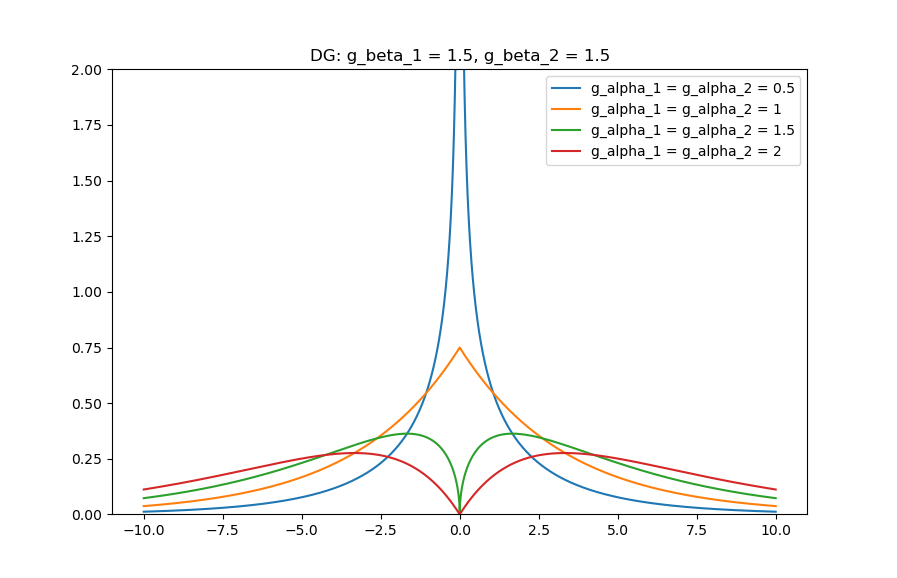 DG: g_beta_1 = 1.5, g_beta_2 = 1.5
g_alpha_1 = g_alpha_2 = 0.5
g_alpha_1 = g_alpha_2 = 1
g_alpha_1 = g_alpha_2 = 1.5
g_alpha_1 = g_alpha_2 = 2
2.00
1.75
1.50
1.25
1.00
0.75
0.50
0.25
0.00
−10.0 −7.5 −5.0 −2.5 0.0 2.5 5.0 7.5 10.0